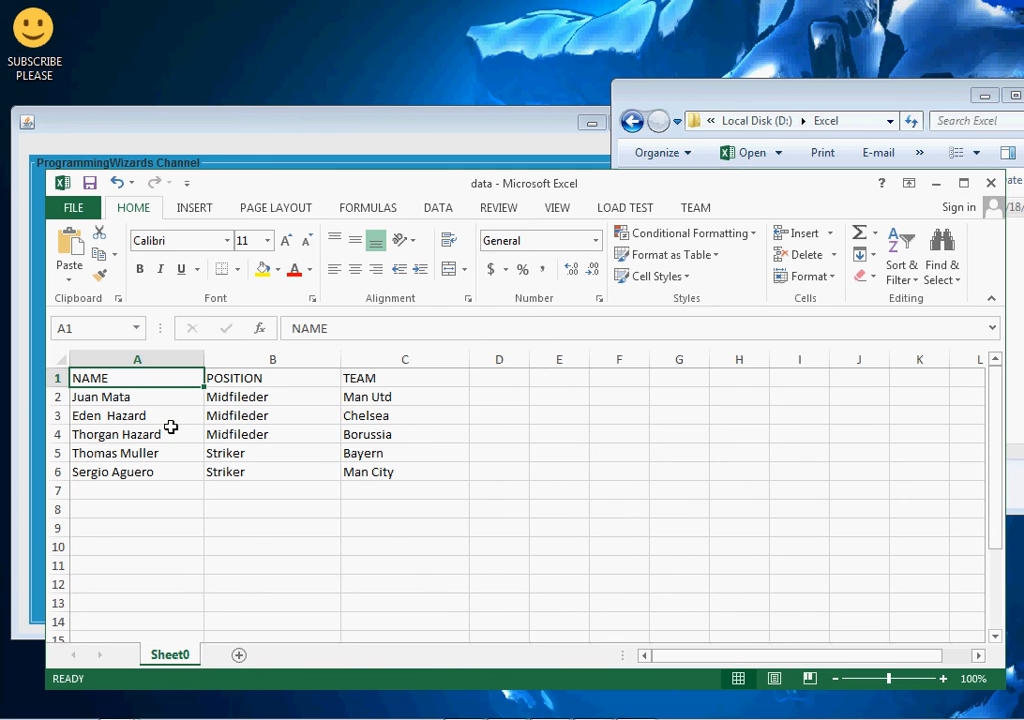 SUBSCRIBE
PLEASE
Local Disk (D:)
Excel
Search Excel
Organize
Open
Print
E-mail
»
ProgrammingWizards Channel
data - Microsoft Excel
?
FILE
HOME
INSERT
PAGE LAYOUT
FORMULAS
DATA
REVIEW
VIEW
LOAD TEST
TEAM
Sign in
/18/
Paste
Calibri
11
General
Conditional Formatting
Format as Table
Cell Styles
Insert
Delete
Format
Sort & Filter
Find & Select
B I U
A
$ % ,
Clipboard
Font
Alignment
Number
Styles
Cells
Editing
A1
fx
NAME
A B C D E F G H I J K L
1 NAME POSITION TEAM
2 Juan Mata Midfileder Man Utd
3 Eden  Hazard Midfileder Chelsea
4 Thorgan Hazard Midfileder Borussia
5 Thomas Muller Striker Bayern
6 Sergio Aguero Striker Man City
7
8
9
10
11
12
13
14
15
Sheet0
READY
100%